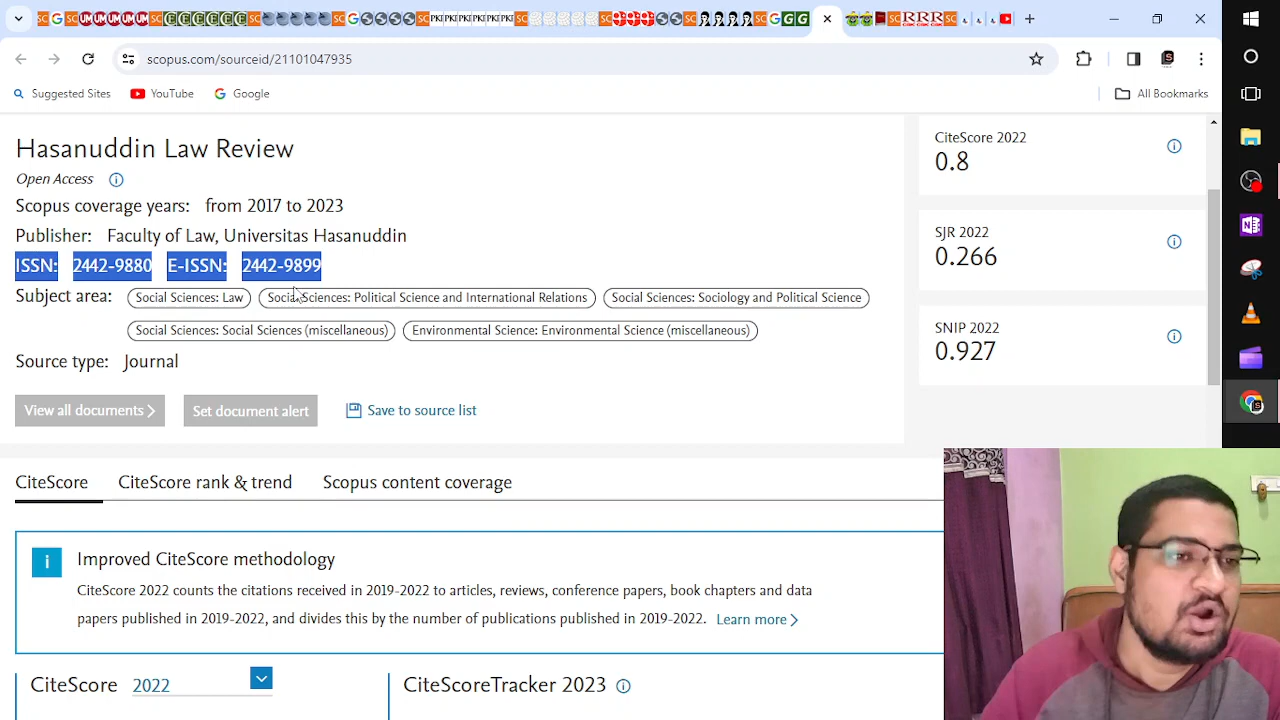 scopus.com/sourceid/21101047935
Suggested Sites YouTube Google All Bookmarks
Hasanuddin Law Review
Open Access
Scopus coverage years: from 2017 to 2023
Publisher: Faculty of Law, Universitas Hasanuddin
ISSN: 2442-9880 E-ISSN: 2442-9899
Subject area: Social Sciences: Law Social Sciences: Political Science and International Relations Social Sciences: Sociology and Political Science
Social Sciences: Social Sciences (miscellaneous) Environmental Science: Environmental Science (miscellaneous)
Source type: Journal
View all documents > Set document alert Save to source list
CiteScore 2022
0.8
SJR 2022
0.266
SNIP 2022
0.927
CiteScore CiteScore rank & trend Scopus content coverage
Improved CiteScore methodology
CiteScore 2022 counts the citations received in 2019-2022 to articles, reviews, conference papers, book chapters and data
papers published in 2019-2022, and divides this by the number of publications published in 2019-2022. Learn more >
CiteScore 2022
CiteScoreTracker 2023